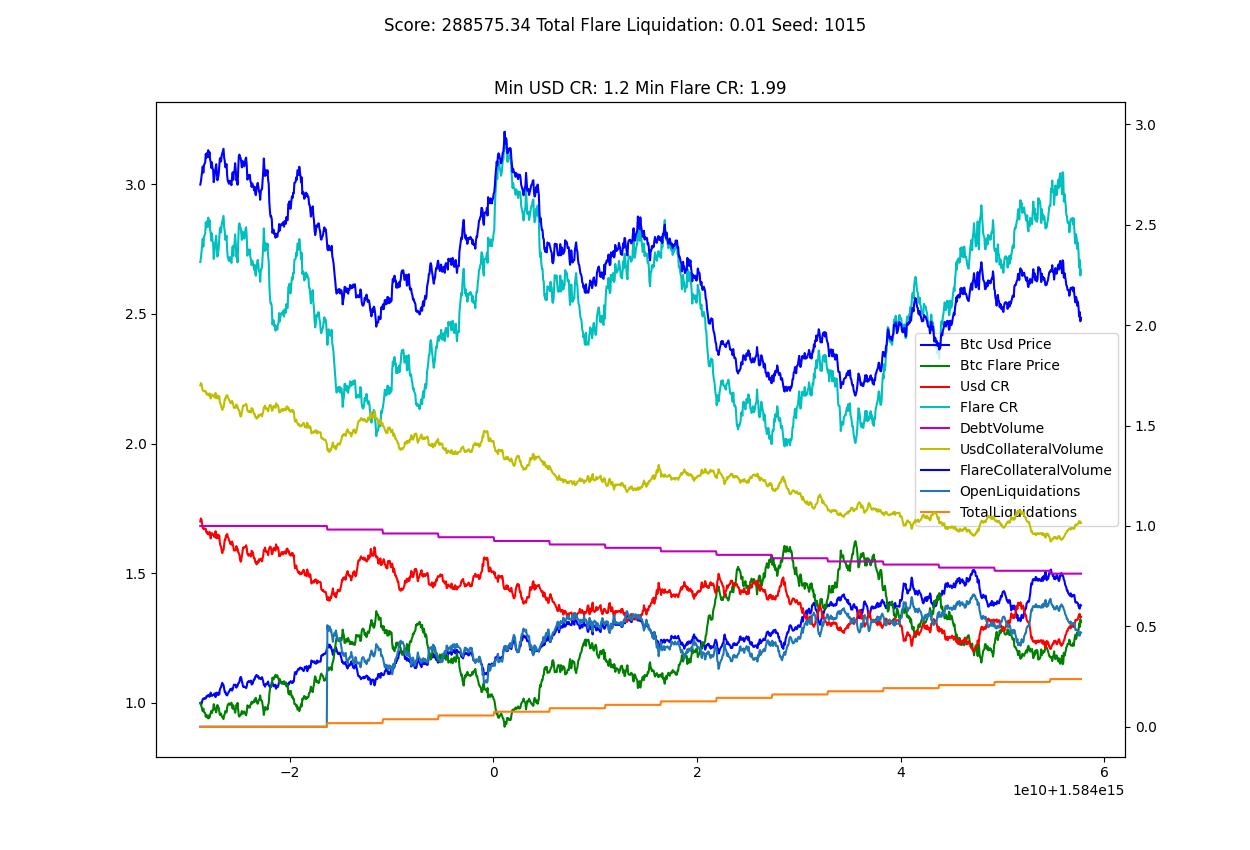 Score: 288575.34 Total Flare Liquidation: 0.01 Seed: 1015
Min USD CR: 1.2 Min Flare CR: 1.99
3.0
2.5
2.0
1.5
1.0
3.0
2.5
2.0
1.5
1.0
0.5
0.0
Btc Usd Price
Btc Flare Price
Usd CR
Flare CR
DebtVolume
UsdCollateralVolume
FlareCollateralVolume
OpenLiquidations
TotalLiquidations
−2 0 2 4 6
1e10+1.584e15